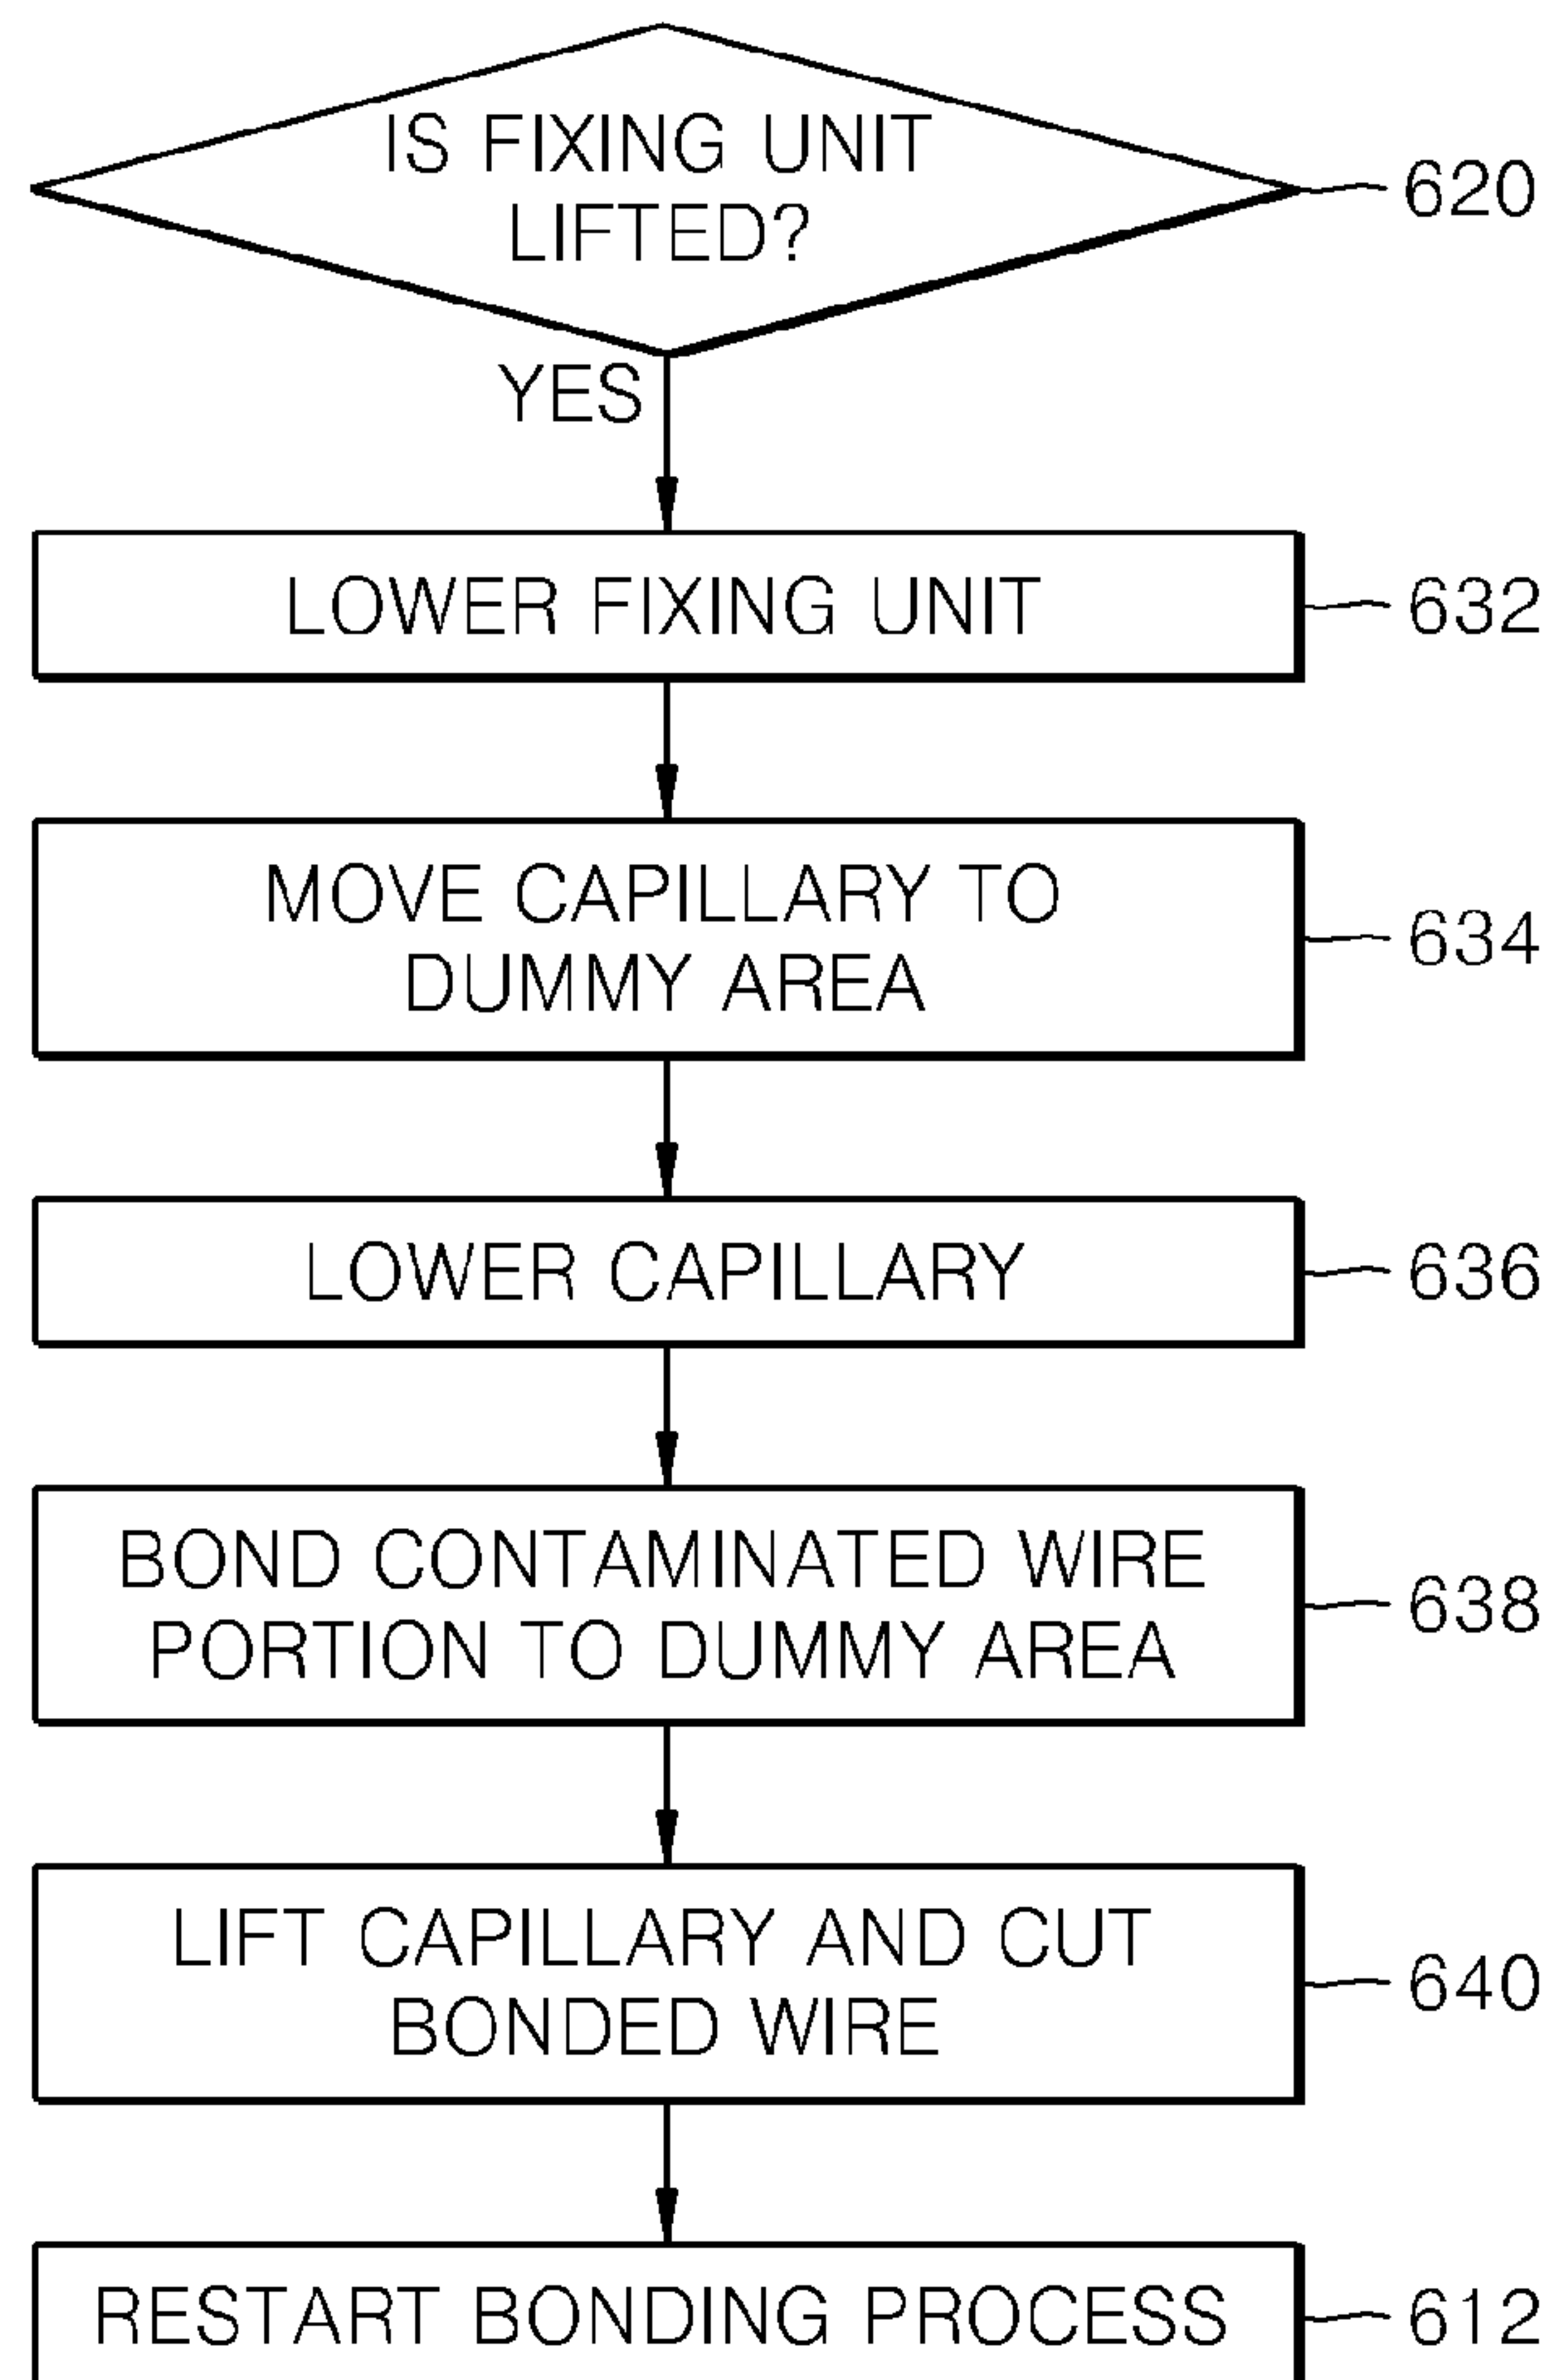 IS FIXING UNIT
LIFTED?
620
YES
LOWER FIXING UNIT
632
MOVE CAPILLARY TO
DUMMY AREA
634
LOWER CAPILLARY
636
BOND CONTAMINATED WIRE
PORTION TO DUMMY AREA
638
LIFT CAPILLARY AND CUT
BONDED WIRE
640
RESTART BONDING PROCESS
612